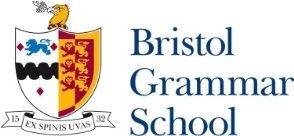 Bristol
Grammar
School
15 EX SPINIS UVAS 32